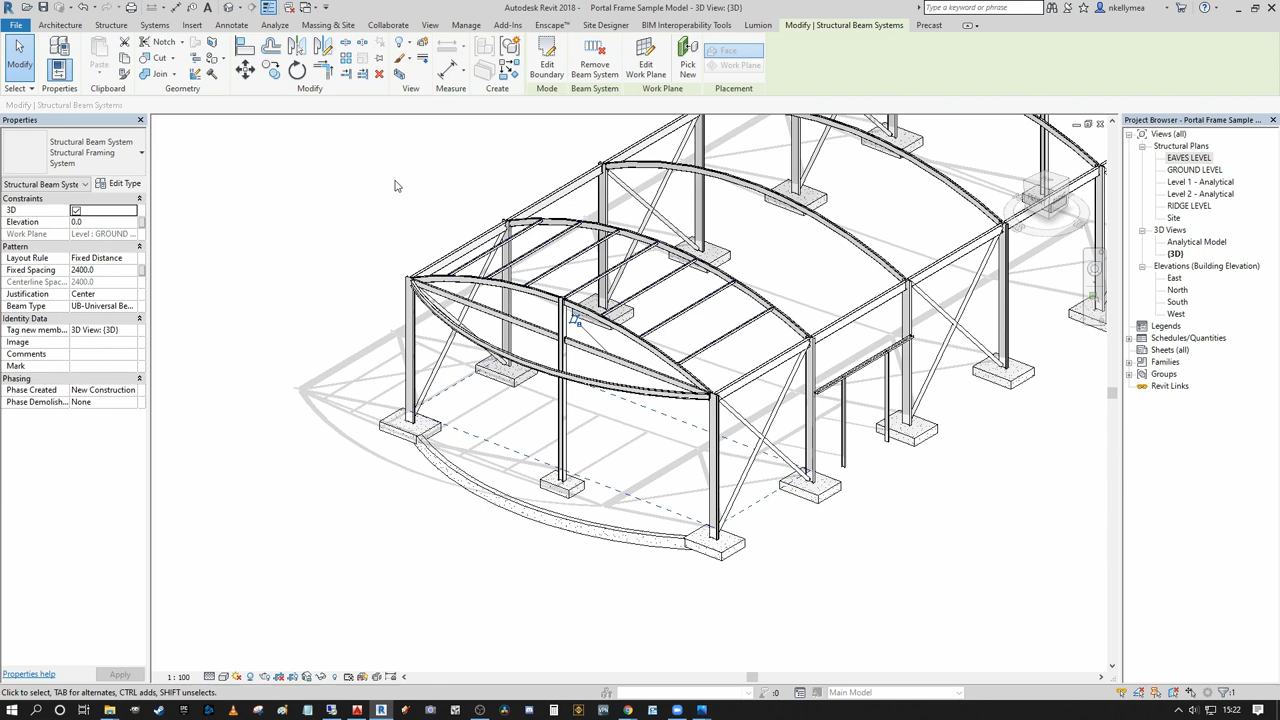 Autodesk Revit 2018 - Portal Frame Sample Model - 3D View: {3D}
Type a keyword or phrase
nkellymea
File
Architecture
Structure
Systems
Insert
Annotate
Analyze
Massing & Site
Collaborate
View
Manage
Add-Ins
Enscape™
Site Designer
BIM Interoperability Tools
Lumion
Modify | Structural Beam Systems
Precast
Modify
Paste
Notch
Cut
Join
Edit
Boundary
Remove
Beam System
Edit
Work Plane
Pick
New
Face
Work Plane
Select
Properties
Clipboard
Geometry
Modify
View
Measure
Create
Mode
Beam System
Work Plane
Placement
Modify | Structural Beam Systems
Properties
Structural Beam System
Structural Framing
System
Structural Beam Syste
Edit Type
Constraints
3D
Elevation 0.0
Work Plane Level : GROUND ...
Pattern
Layout Rule Fixed Distance
Fixed Spacing 2400.0
Centerline Spac... 2400.0
Justification Center
Beam Type UB-Universal Be...
Identity Data
Tag new memb... 3D View: {3D}
Image
Comments
Mark
Phasing
Phase Created New Construction
Phase Demolish... None
Properties help
Apply
Project Browser - Portal Frame Sample ...
Views (all)
Structural Plans
EAVES LEVEL
GROUND LEVEL
Level 1 - Analytical
Level 2 - Analytical
RIDGE LEVEL
Site
3D Views
Analytical Model
{3D}
Elevations (Building Elevation)
East
North
South
West
Legends
Schedules/Quantities
Sheets (all)
Families
Groups
Revit Links
1 : 100
Click to select, TAB for alternates, CTRL adds, SHIFT unselects.
:0
Main Model
:1
15:22